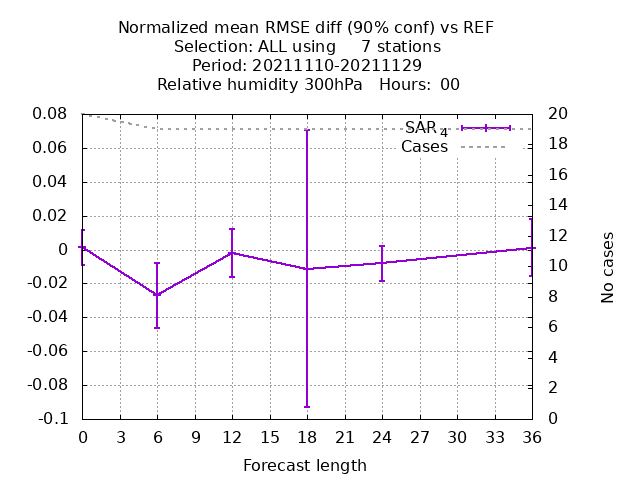 Normalized mean RMSE diff (90% conf) vs REF
Selection: ALL using     7 stations
Period: 20211110-20211129
Relative humidity 300hPa   Hours:  00
0.08
0.06
0.04
0.02
0
-0.02
-0.04
-0.06
-0.08
-0.1
SAR4
Cases
20
18
16
14
12
10
8
6
4
2
0
No cases
0 3 6 9 12 15 18 21 24 27 30 33 36
Forecast length